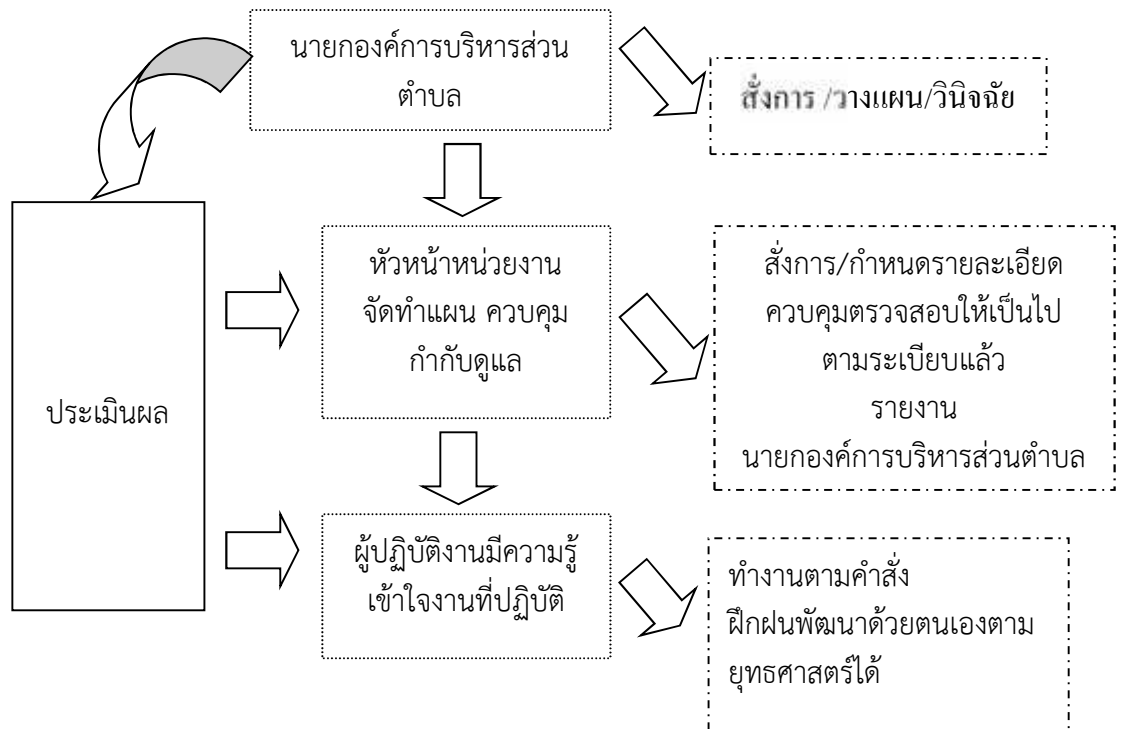 นายกองค์การบริหารส่วน
ตำบล
สั่งการ /วางแผน/วินิจฉัย
หัวหน้าหน่วยงาน
จัดทำแผน ควบคุม
กำกับดูแล
สั่งการ/กำหนดรายละเอียด
ควบคุมตรวจสอบให้เป็นไป
ตามระเบียบแล้ว
รายงาน
นายกองค์การบริหารส่วนตำบล
ประเมินผล
ผู้ปฏิบัติงานมีความรู้
เข้าใจงานที่ปฏิบัติ
ทำงานตามคำสั่ง
ฝึกฝนพัฒนาด้วยตนเองตาม
ยุทธศาสตร์ได้